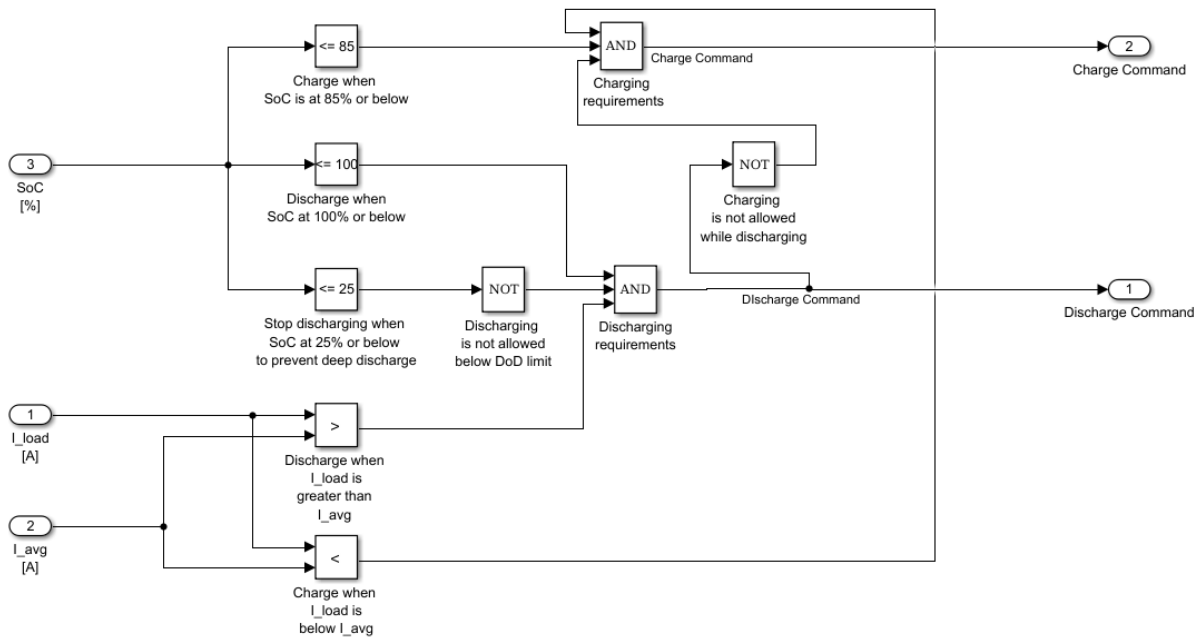 <= 85
Charge when
SoC is at 85% or below
AND
Charging
requirements
Charge Command
2
Charge Command
3
SoC
[%]
<= 100
Discharge when
SoC at 100% or below
NOT
Charging
is not allowed
while discharging
<= 25
Stop discharging when
SoC at 25% or below
to prevent deep discharge
NOT
Discharging
is not allowed
below DoD limit
AND
Discharging
requirements
DIscharge Command
1
Discharge Command
1
I_load
[A]
>
Discharge when
I_load is
greater than
I_avg
2
I_avg
[A]
<
Charge when
I_load is
below I_avg